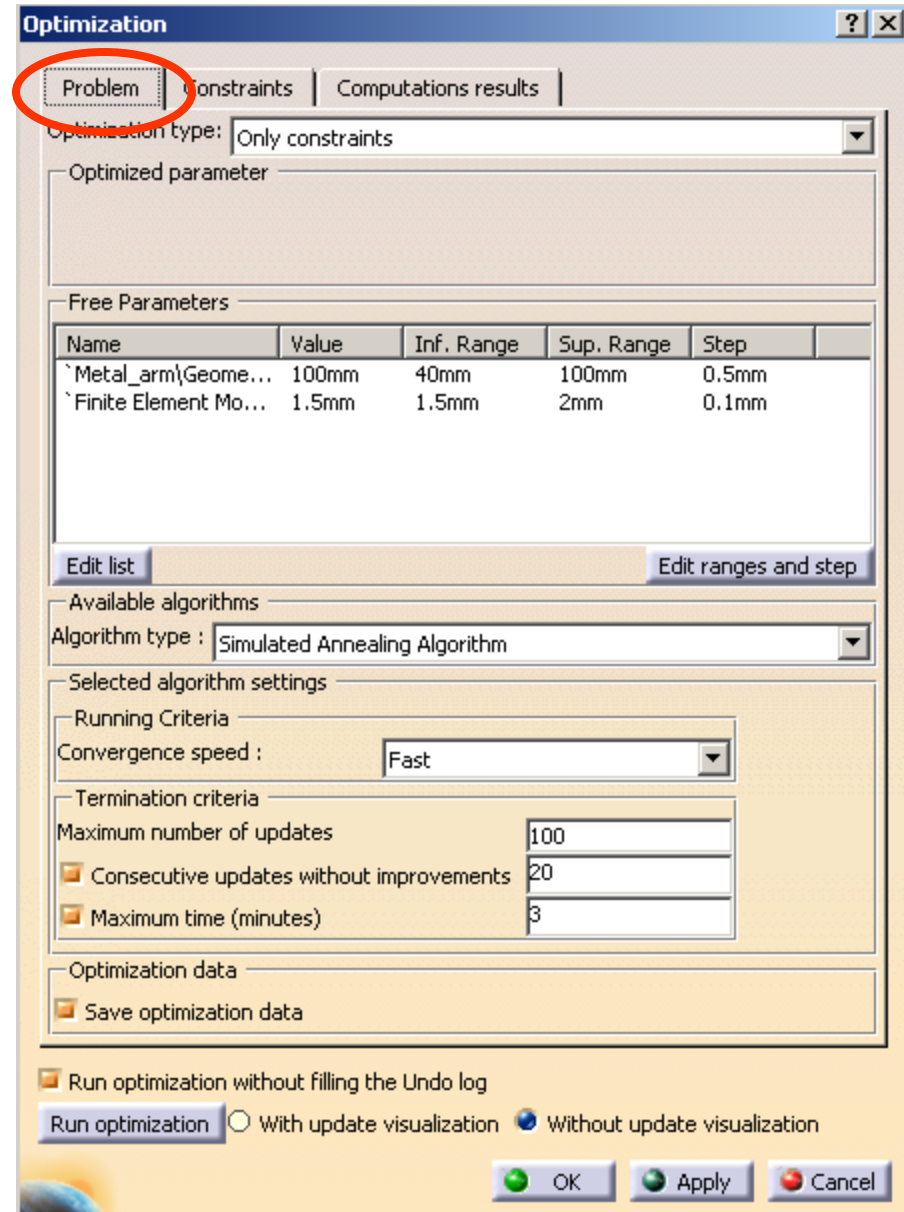 Optimization
Problem Constraints Computations results
Optimization type: Only constraints
Optimized parameter
Free Parameters
Name Value Inf. Range Sup. Range Step
`Metal_arm\Geome... 100mm 40mm 100mm 0.5mm
`Finite Element Mo... 1.5mm 1.5mm 2mm 0.1mm
Edit list Edit ranges and step
Available algorithms
Algorithm type : Simulated Annealing Algorithm
Selected algorithm settings
Running Criteria
Convergence speed : Fast
Termination criteria
Maximum number of updates 100
Consecutive updates without improvements 20
Maximum time (minutes) 3
Optimization data
Save optimization data
Run optimization without filling the Undo log
Run optimization With update visualization Without update visualization
OK Apply Cancel